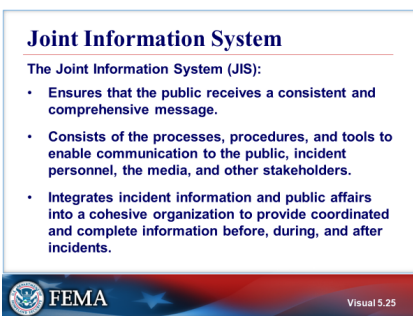 Joint Information System
The Joint Information System (JIS):
• Ensures that the public receives a consistent and
comprehensive message.
• Consists of the processes, procedures, and tools to
enable communication to the public, incident
personnel, the media, and other stakeholders.
• Integrates incident information and public affairs
into a cohesive organization to provide coordinated
and complete information before, during, and after
incidents.
FEMA
Visual 5.25